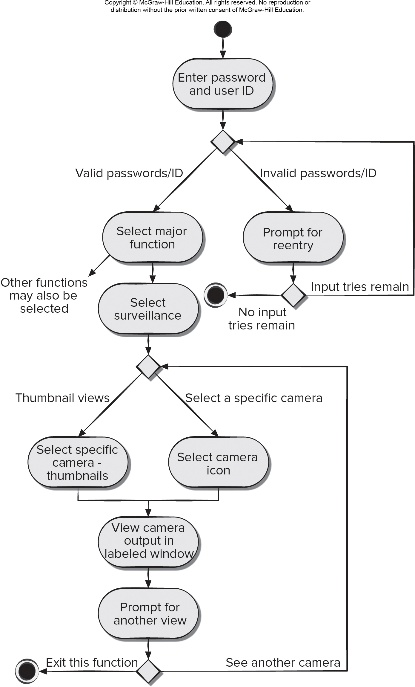 Copyright © McGraw-Hill Education. All rights reserved. No reproduction or
distribution without the prior written consent of McGraw-Hill Education.
Enter password
and user ID
Valid passwords/ID
Invalid passwords/ID
Select major
function
Prompt for
reentry
Other functions
may also be
selected
Input tries remain
No input
tries remain
Select
surveillance
Thumbnail views
Select a specific camera
Select specific
camera -
thumbnails
Select camera
icon
View camera
output in
labeled window
Prompt for
another view
Exit this function
See another camera